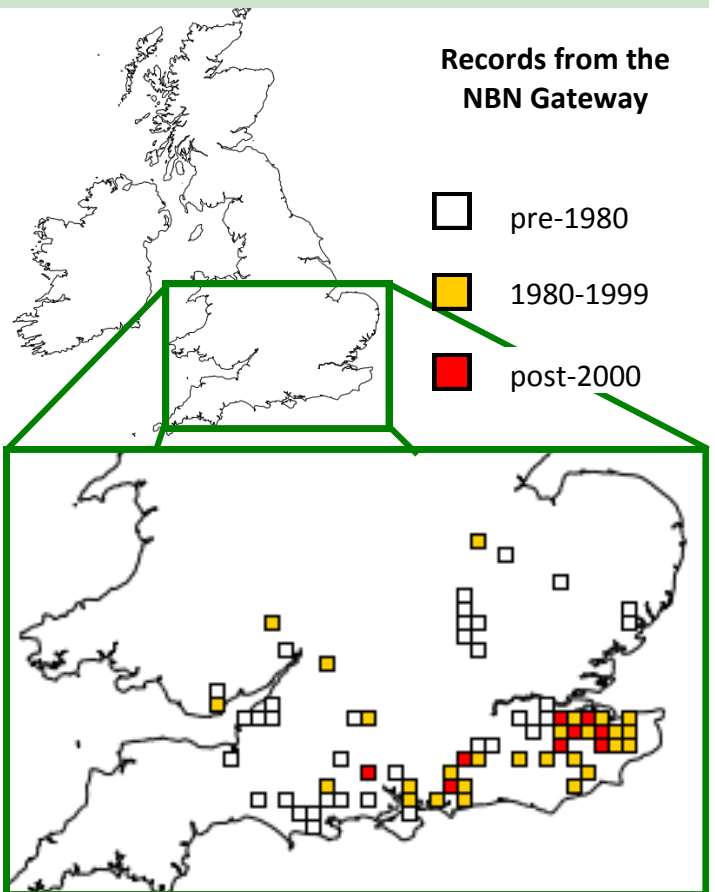 Records from the
NBN Gateway
pre-1980
1980-1999
post-2000